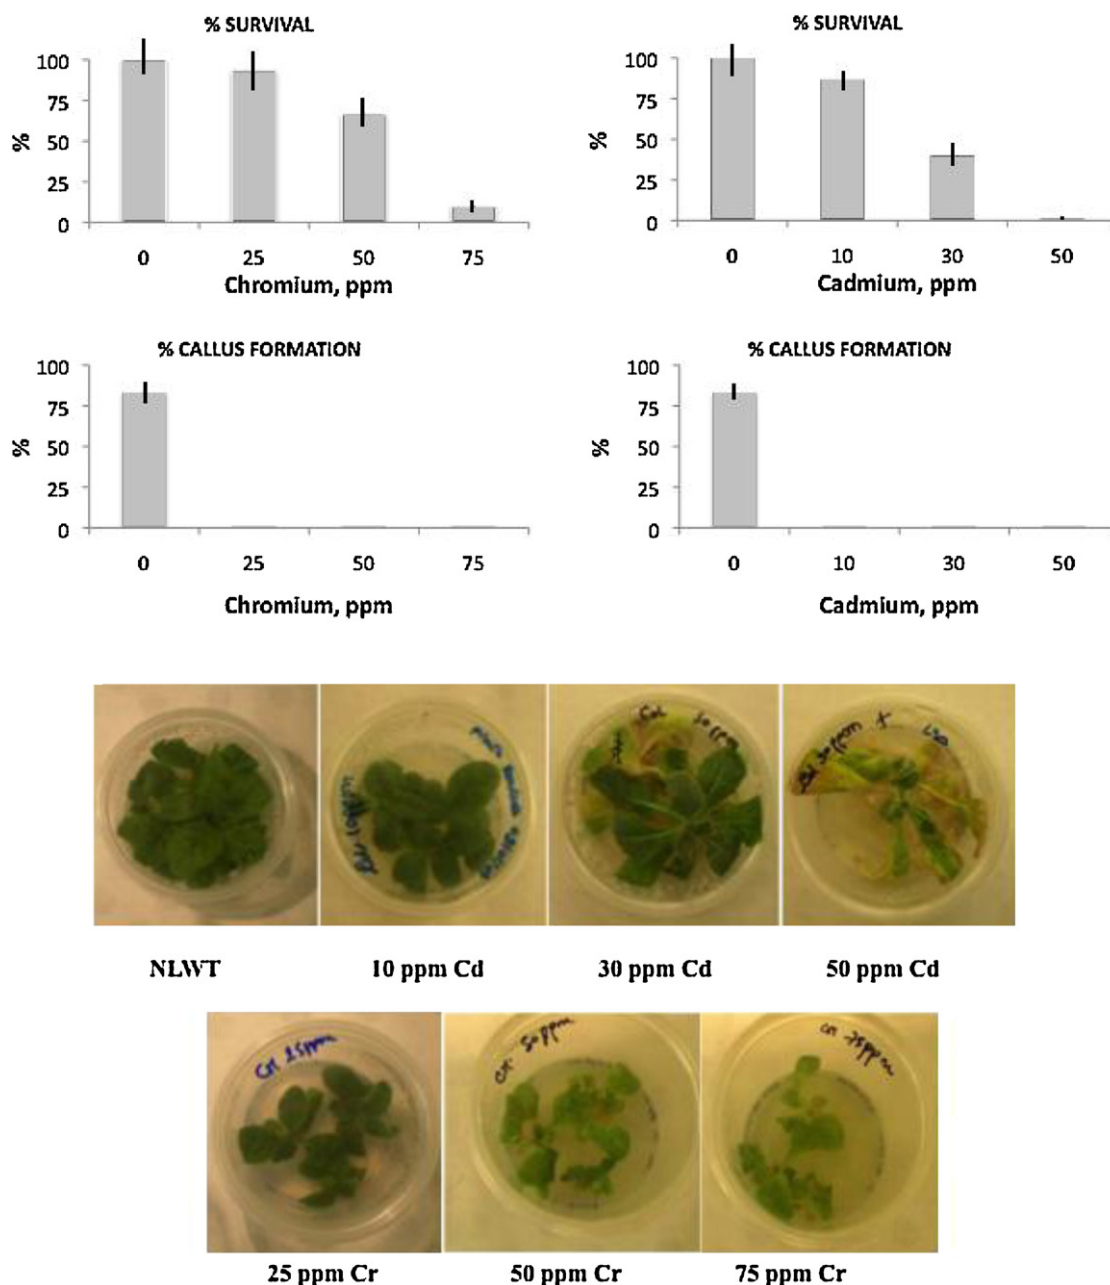 % SURVIVAL
100
75
50
25
0
%
0 25 50 75
Chromium, ppm
% SURVIVAL
100
75
50
25
0
%
0 10 30 50
Cadmium, ppm
% CALLUS FORMATION
100
75
50
25
0
%
0 25 50 75
Chromium, ppm
% CALLUS FORMATION
100
75
50
25
0
%
0 10 30 50
Cadmium, ppm
NLWT 10 ppm Cd 30 ppm Cd 50 ppm Cd
Cr 25ppm
50ppm
75ppm
25 ppm Cr 50 ppm Cr 75 ppm Cr